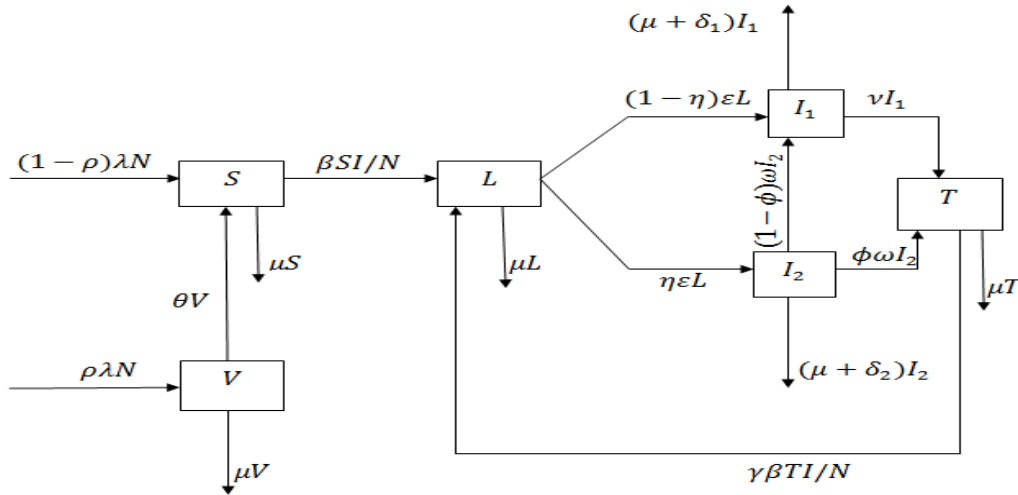 (μ + δ₁)I₁
(1 − η)εL
I₁
νI₁
(1 − ρ)λN
S
βSI/N
L
(1 − ϕ)ωI₂
T
μS
μL
ηεL
I₂
ϕωI₂
μT
θV
ρλN
V
(μ + δ₂)I₂
μV
γβTI/N